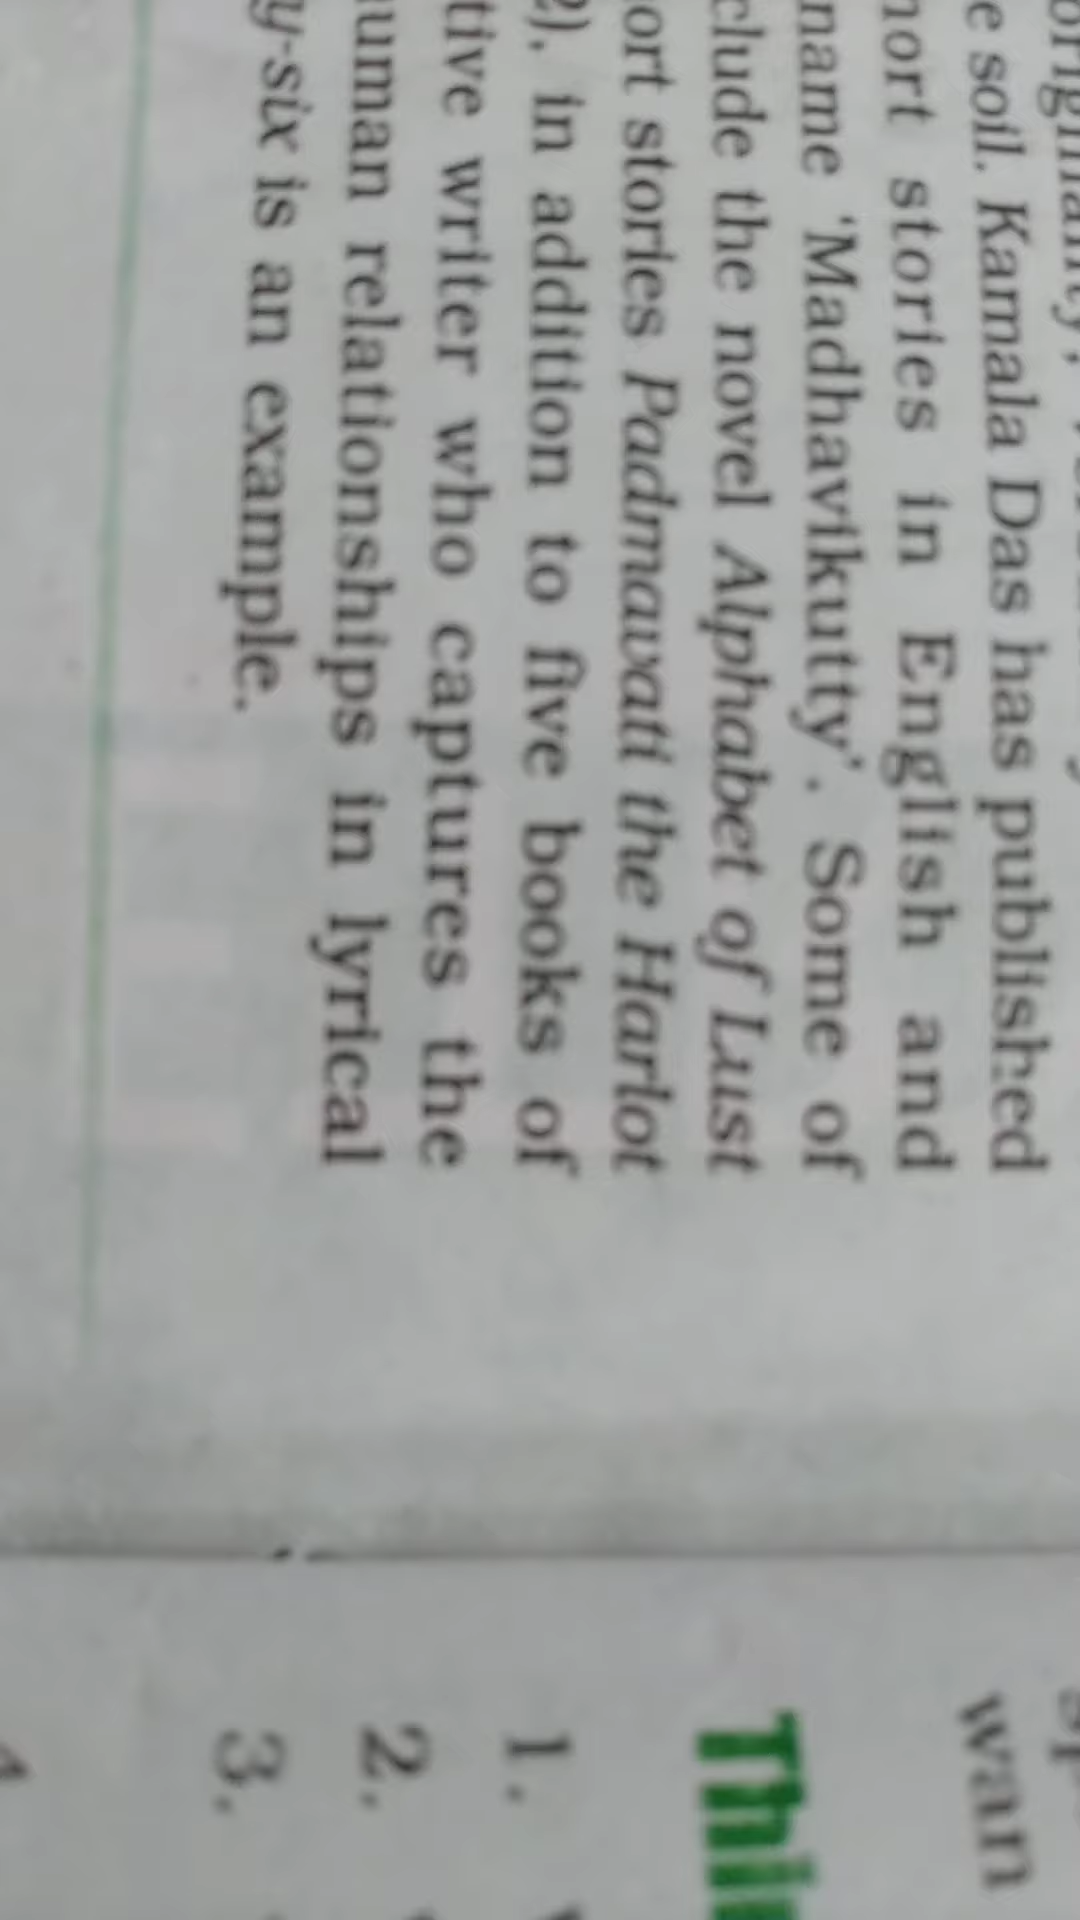 e soil. Kamala Das has published
hort stories in English and
name 'Madhavikutty'. Some of
clude the novel Alphabet of Lust
ort stories Padmavati the Harlot
2), in addition to five books of
tive writer who captures the
uman relationships in lyrical
y-six is an example.
wan
Thin
1.
2.
3.